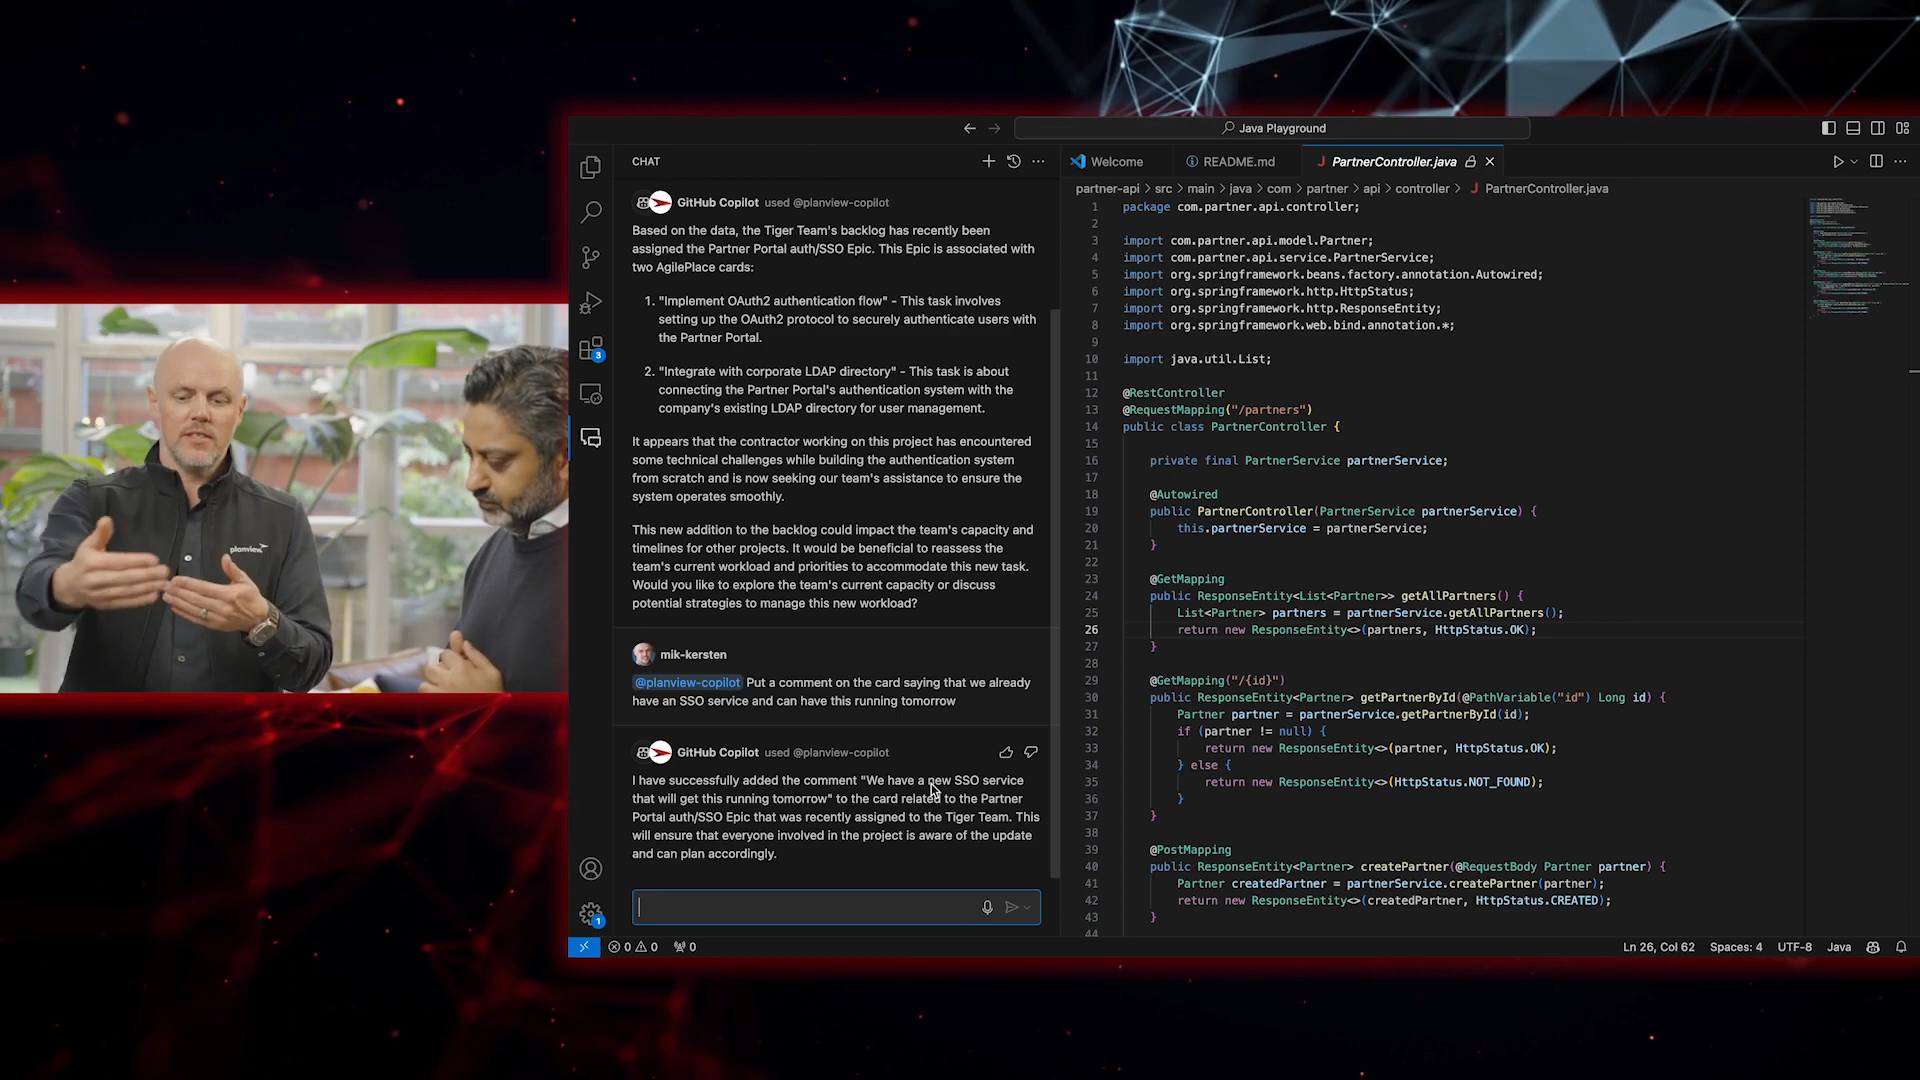 Java Playground
CHAT
GitHub Copilot used @planview-copilot
Based on the data, the Tiger Team's backlog has recently been
assigned the Partner Portal auth/SSO Epic. This Epic is associated with
two AgilePlace cards:
1. "Implement OAuth2 authentication flow" - This task involves
setting up the OAuth2 protocol to securely authenticate users with
the Partner Portal.
2. "Integrate with corporate LDAP directory" - This task is about
connecting the Partner Portal's authentication system with the
company's existing LDAP directory for user management.
It appears that the contractor working on this project has encountered
some technical challenges while building the authentication system
from scratch and is now seeking our team's assistance to ensure the
system operates smoothly.
This new addition to the backlog could impact the team's capacity and
timelines for other projects. It would be beneficial to reassess the
team's current workload and priorities to accommodate this new task.
Would you like to explore the team's current capacity or discuss
potential strategies to manage this new workload?
mik-kersten
@planview-copilot Put a comment on the card saying that we already
have an SSO service and can have this running tomorrow
GitHub Copilot used @planview-copilot
I have successfully added the comment "We have a new SSO service
that will get this running tomorrow" to the card related to the Partner
Portal auth/SSO Epic that was recently assigned to the Tiger Team. This
will ensure that everyone involved in the project is aware of the update
and can plan accordingly.
3
1
planview
Welcome
README.md
J PartnerController.java
partner-api > src > main > java > com > partner > api > controller > J PartnerController.java
1 package com.partner.api.controller;
2
3 import com.partner.api.model.Partner;
4 import com.partner.api.service.PartnerService;
5 import org.springframework.beans.factory.annotation.Autowired;
6 import org.springframework.http.HttpStatus;
7 import org.springframework.http.ResponseEntity;
8 import org.springframework.web.bind.annotation.*;
9
10 import java.util.List;
11
12 @RestController
13 @RequestMapping("/partners")
14 public class PartnerController {
15
16 private final PartnerService partnerService;
17
18 @Autowired
19 public PartnerController(PartnerService partnerService) {
20 this.partnerService = partnerService;
21 }
22
23 @GetMapping
24 public ResponseEntity<List<Partner>> getAllPartners() {
25 List<Partner> partners = partnerService.getAllPartners();
26 return new ResponseEntity<>(partners, HttpStatus.OK);
27 }
28
29 @GetMapping("/{id}")
30 public ResponseEntity<Partner> getPartnerById(@PathVariable("id") Long id) {
31 Partner partner = partnerService.getPartnerById(id);
32 if (partner != null) {
33 return new ResponseEntity<>(partner, HttpStatus.OK);
34 } else {
35 return new ResponseEntity<>(HttpStatus.NOT_FOUND);
36 }
37 }
38
39 @PostMapping
40 public ResponseEntity<Partner> createPartner(@RequestBody Partner partner) {
41 Partner createdPartner = partnerService.createPartner(partner);
42 return new ResponseEntity<>(createdPartner, HttpStatus.CREATED);
43 }
44
0 0 0
Ln 26, Col 62 Spaces: 4 UTF-8 Java